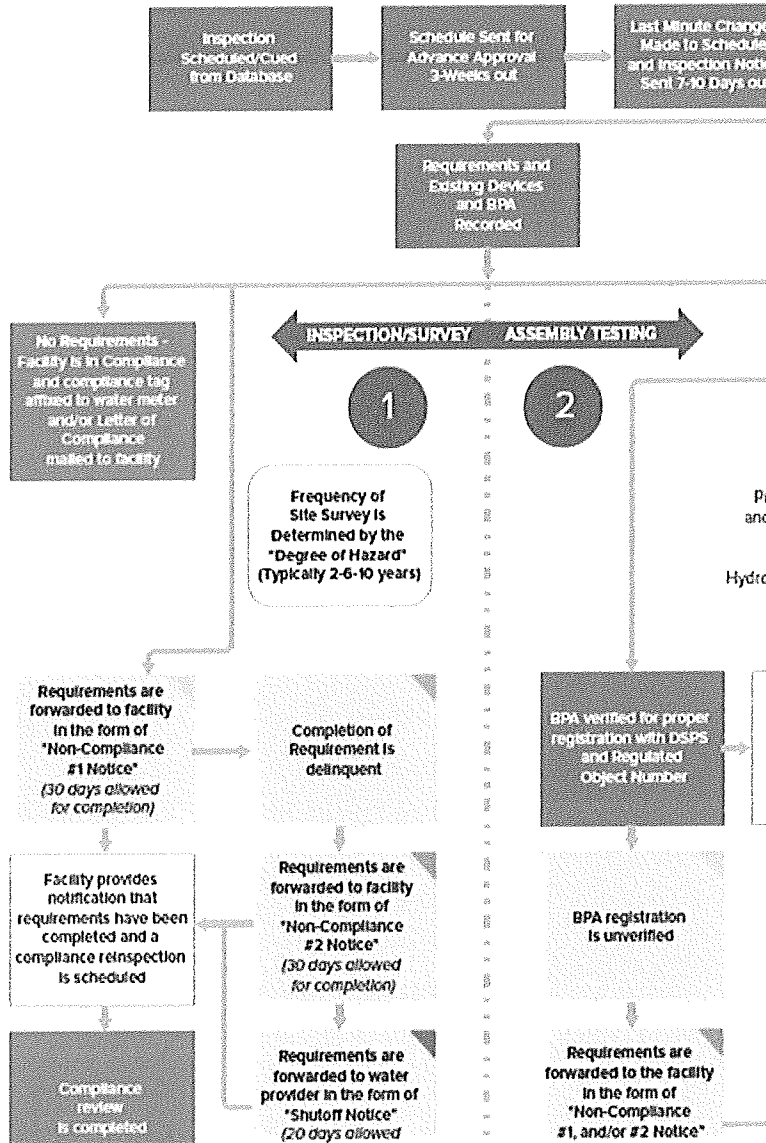 Inspection
Scheduled/Cued
from Database
Schedule Sent for
Advance Approval
3-Weeks out
Last Minute Change
Made to Schedule
and Inspection Notic
Sent 7-10 Days out
Requirements and
Existing Devices
and BPA
Recorded
No Requirements -
Facility is in Compliance
and compliance tag
affixed to water meter
and/or Letter of
Compliance
mailed to facility
INSPECTION/SURVEY
ASSEMBLY TESTING
1
2
Frequency of
Site Survey is
Determined by the
"Degree of Hazard"
(Typically 2-6-10 years)
and
Hydro
Requirements are
forwarded to facility
in the form of
"Non-Compliance
#1 Notice"
(30 days allowed
for completion)
Completion of
Requirement is
delinquent
BPA verified for proper
registration with DSPS
and Regulated
Object Number
Facility provides
notification that
requirements have been
completed and a
compliance reinspection
is scheduled
Requirements are
forwarded to facility
in the form of
"Non-Compliance
#2 Notice"
(30 days allowed
for completion)
BPA registration
is unverified
Compliance
review
is completed
Requirements are
forwarded to water
provider in the form of
"Shutoff Notice"
(20 days allowed
Requirements are
forwarded to the facility
in the form of
"Non-Compliance
#1, and/or #2 Notice"